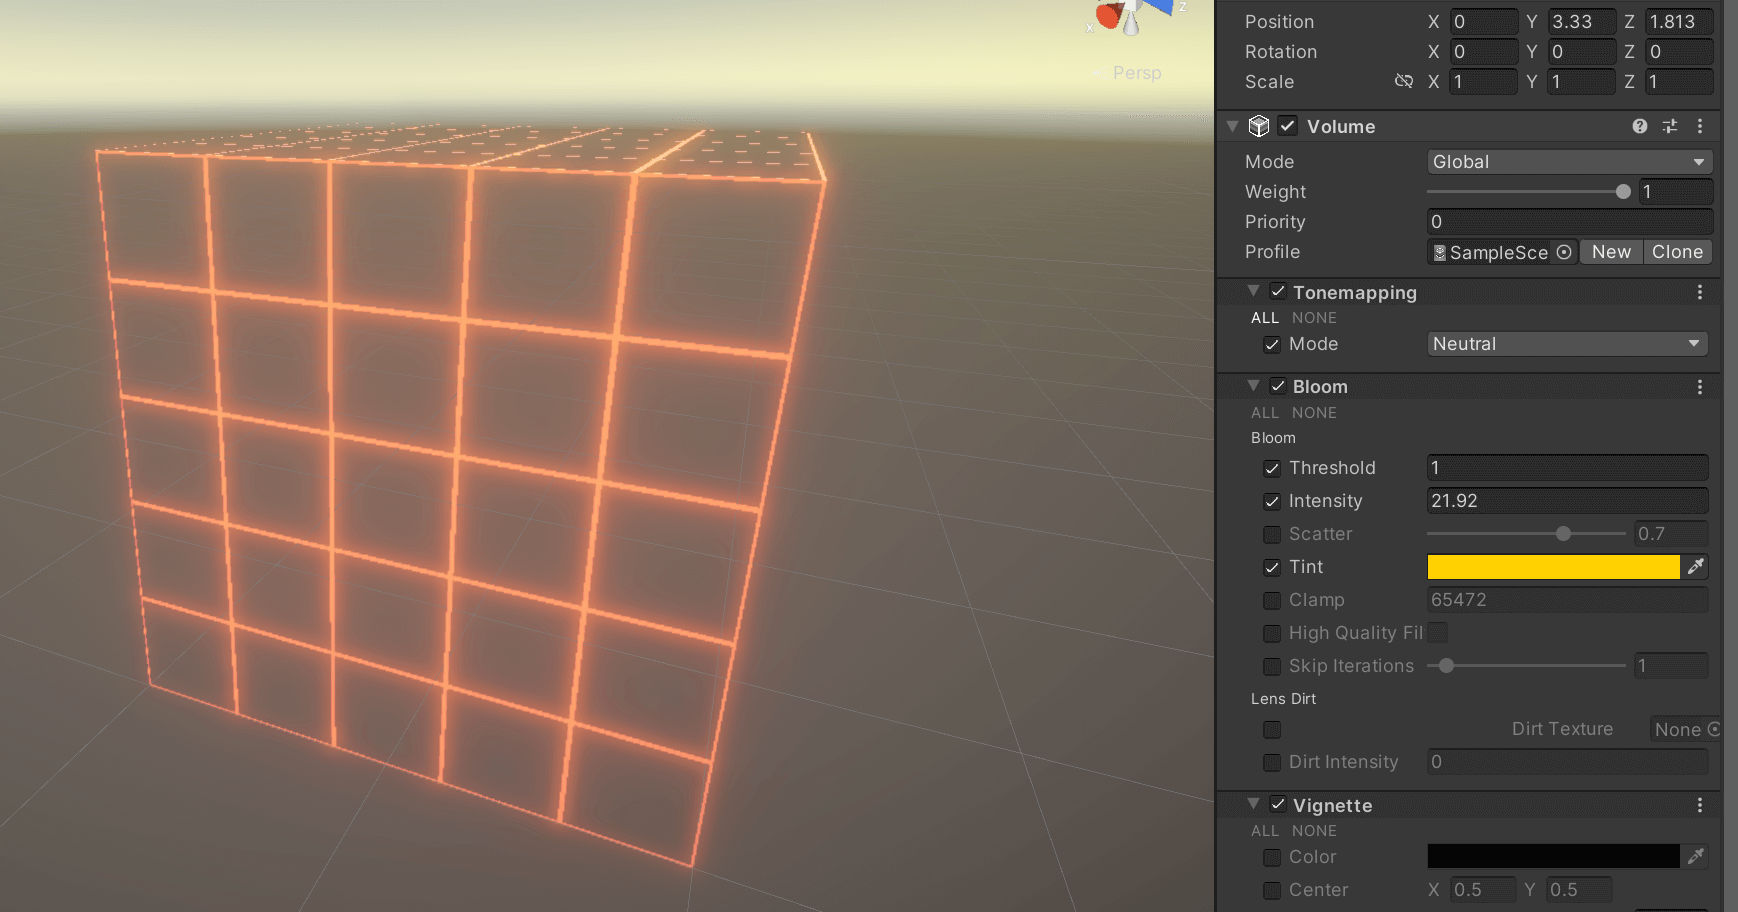 x
z
Persp
Position X 0 Y 3.33 Z 1.813
Rotation X 0 Y 0 Z 0
Scale X 1 Y 1 Z 1
Volume
Mode Global
Weight 1
Priority 0
Profile SampleSce New Clone
Tonemapping
ALL NONE
Mode Neutral
Bloom
ALL NONE
Bloom
Threshold 1
Intensity 21.92
Scatter 0.7
Tint
Clamp 65472
High Quality Fil
Skip Iterations 1
Lens Dirt
Dirt Texture None
Dirt Intensity 0
Vignette
ALL NONE
Color
Center X 0.5 Y 0.5